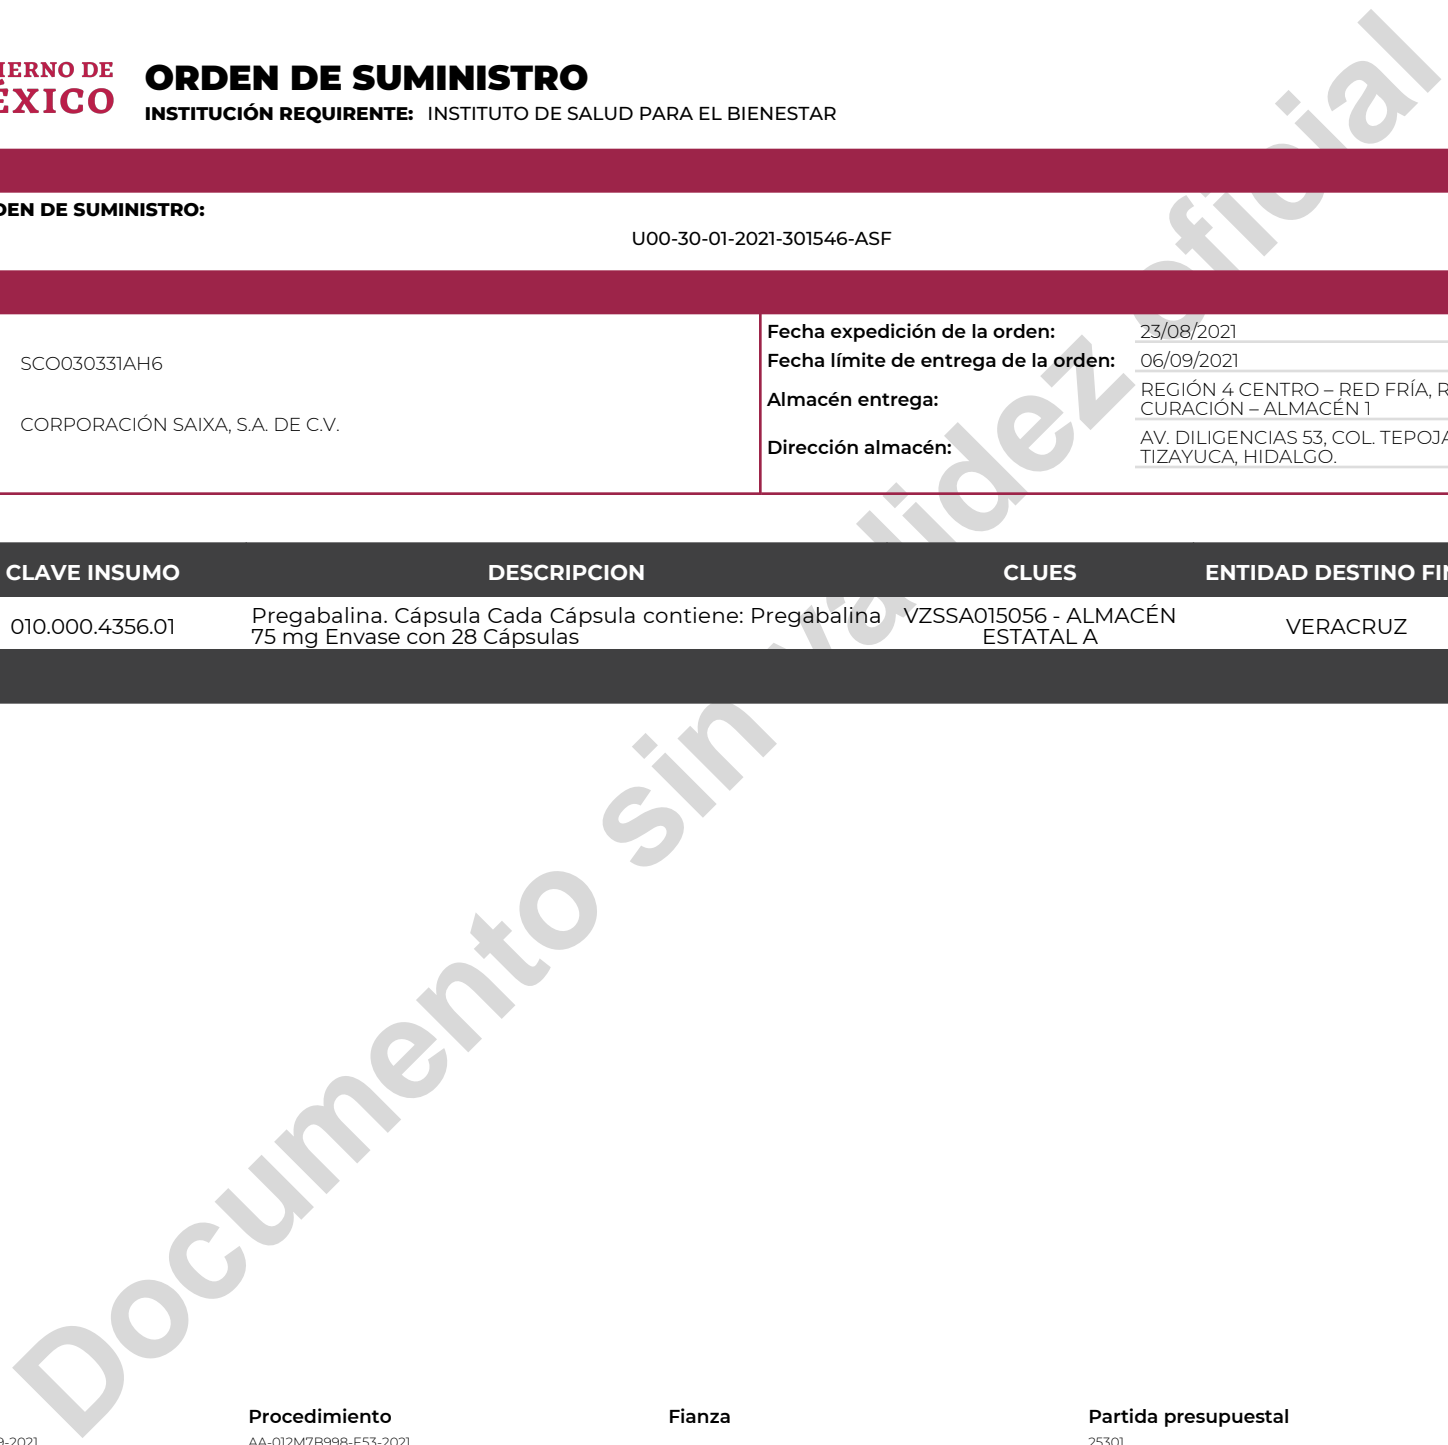 ORDEN DE SUMINISTRO
INSTITUCIÓN REQUIRENTE: INSTITUTO DE SALUD PARA EL BIENESTAR
DE SUMINISTRO:
U00-30-01-2021-301546-ASF
SCO030331AH6
CORPORACIÓN SAIXA, S.A. DE C.V.
Fecha expedición de la orden: 23/08/2021
Fecha límite de entrega de la orden: 06/09/2021
Almacén entrega: REGIÓN 4 CENTRO – RED FRÍA,
CURACIÓN – ALMACÉN 1
Dirección almacén: AV. DILIGENCIAS 53, COL.
TIZAYUCA, HIDALGO.
CLAVE INSUMO DESCRIPCION CLUES ENTIDAD DESTINO
010.000.4356.01 Pregabalina. Cápsula Cada Cápsula contiene: Pregabalina VZSSA015056 - ALMACÉN VERACRUZ
75 mg Envase con 28 Cápsulas ESTATAL A
Documento sin validez oficial
Procedimiento Fianza Partida presupuestal
AA-012M7B998-E53-2021 25301
DE